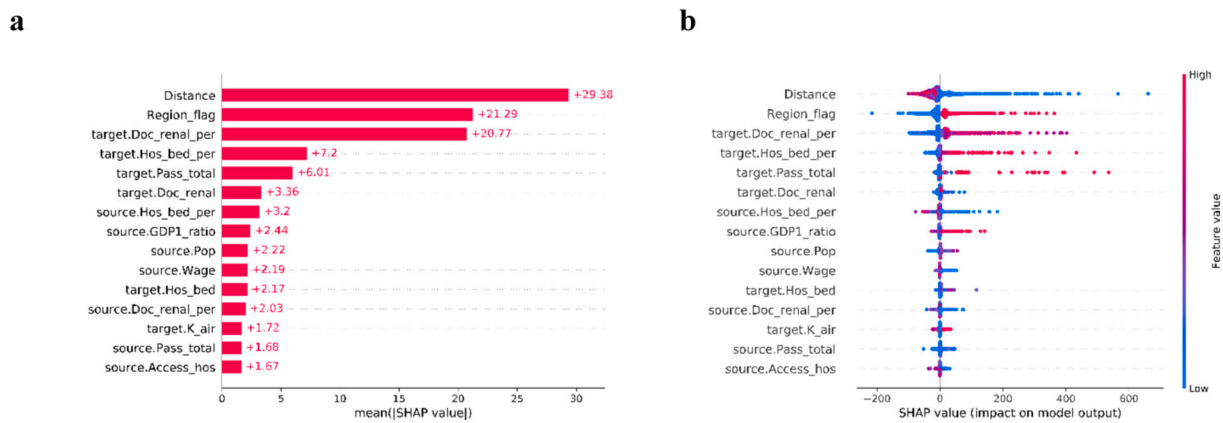 a
Distance
+29.38
Region_flag
+21.29
target.Doc_renal_per
+20.77
target.Hos_bed_per
+7.2
target.Pass_total
+6.01
target.Doc_renal
+3.36
source.Hos_bed_per
+3.2
source.GDP1_ratio
+2.44
source.Pop
+2.22
source.Wage
+2.19
target.Hos_bed
+2.17
source.Doc_renal_per
+2.03
target.K_air
+1.72
source.Pass_total
+1.68
source.Access_hos
+1.67
0 5 10 15 20 25 30
mean(|SHAP value|)
b
Distance
Region_flag
target.Doc_renal_per
target.Hos_bed_per
target.Pass_total
target.Doc_renal
source.Hos_bed_per
source.GDP1_ratio
source.Pop
source.Wage
target.Hos_bed
source.Doc_renal_per
target.K_air
source.Pass_total
source.Access_hos
−200 0 200 400 600
SHAP value (impact on model output)
High
Feature value
Low